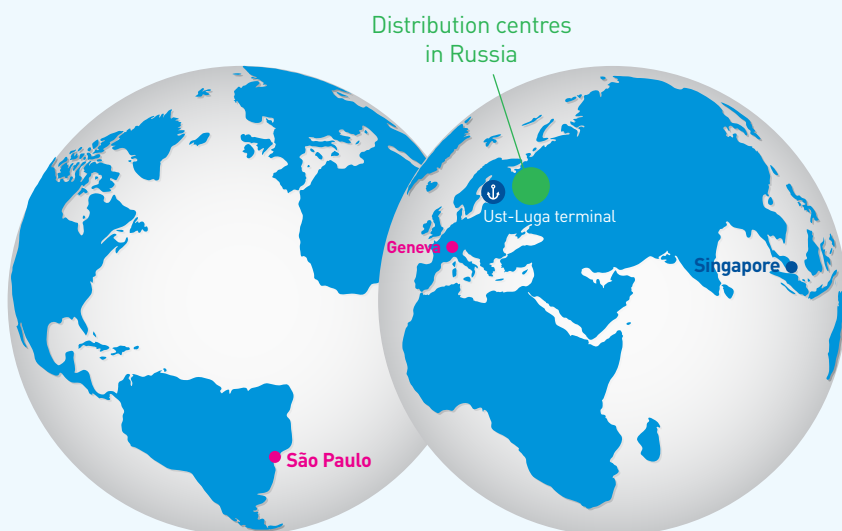 Distribution centres
in Russia
Ust-Luga terminal
Geneva
Singapore
São Paulo